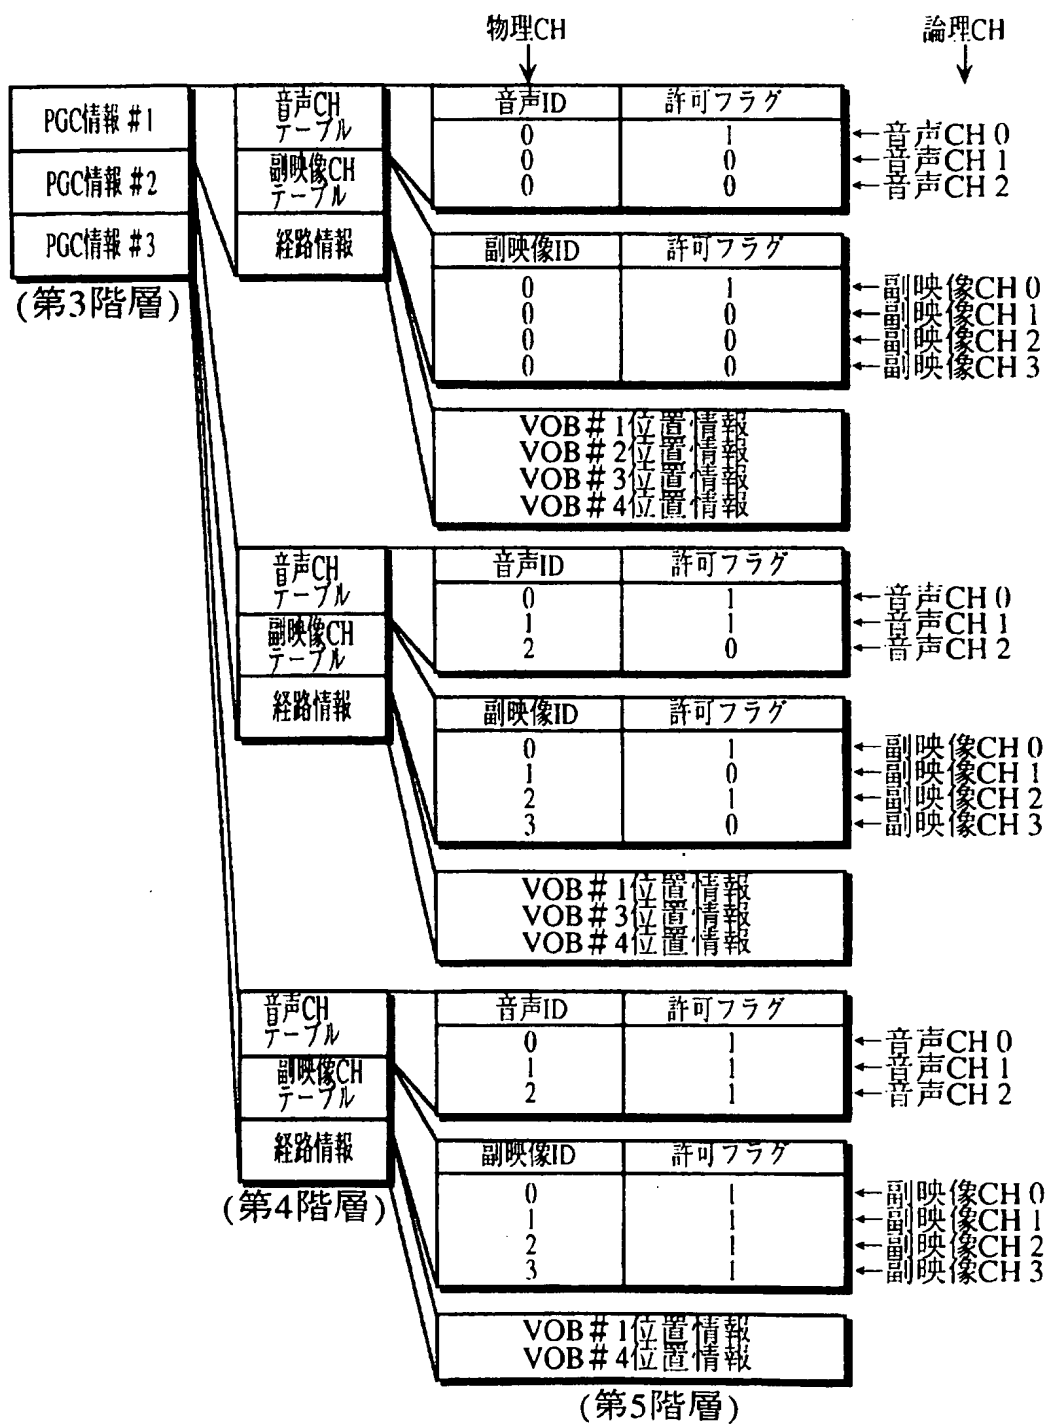 物理CH
論理CH
PGC情報 #1
PGC情報 #2
PGC情報 #3
(第3階層)
音声CH
テーブル
副映像CH
テーブル
経路情報
音声ID 許可フラグ
0 1 ←音声CH 0
0 0 ←音声CH 1
0 0 ←音声CH 2
副映像ID 許可フラグ
0 1 ←副映像CH 0
0 0 ←副映像CH 1
0 0 ←副映像CH 2
0 0 ←副映像CH 3
VOB# 1位置情報
VOB# 2位置情報
VOB# 3位置情報
VOB# 4位置情報
音声CH
テーブル
副映像CH
テーブル
経路情報
音声ID 許可フラグ
0 1 ←音声CH 0
1 1 ←音声CH 1
2 0 ←音声CH 2
副映像ID 許可フラグ
0 1 ←副映像CH 0
1 0 ←副映像CH 1
2 1 ←副映像CH 2
3 0 ←副映像CH 3
VOB# 1位置情報
VOB# 3位置情報
VOB# 4位置情報
音声CH
テーブル
副映像CH
テーブル
経路情報
(第4階層)
音声ID 許可フラグ
0 1 ←音声CH 0
1 1 ←音声CH 1
2 1 ←音声CH 2
副映像ID 許可フラグ
0 1 ←副映像CH 0
1 1 ←副映像CH 1
2 1 ←副映像CH 2
3 1 ←副映像CH 3
VOB# 1位置情報
VOB# 4位置情報
(第5階層)